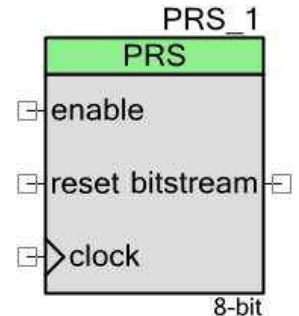 PRS_1
PRS
enable
reset bitstream
clock
8-bit